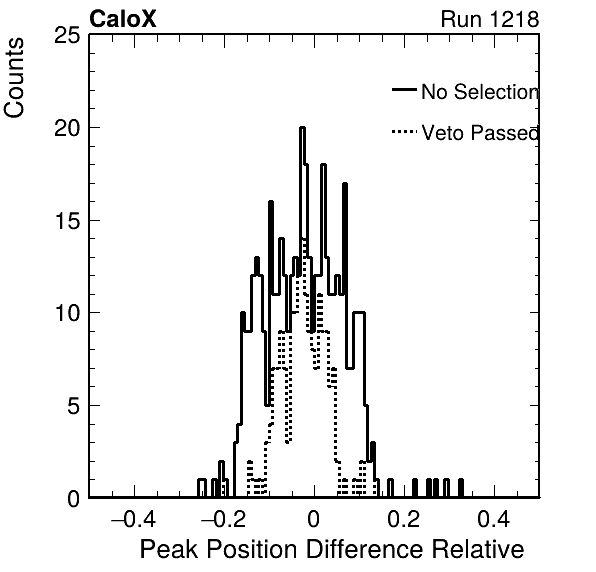 CaloX Run 1218
Counts
25
No Selection
20
Veto Passed
15
10
5
0
−0.4 −0.2 0 0.2 0.4
Peak Position Difference Relative